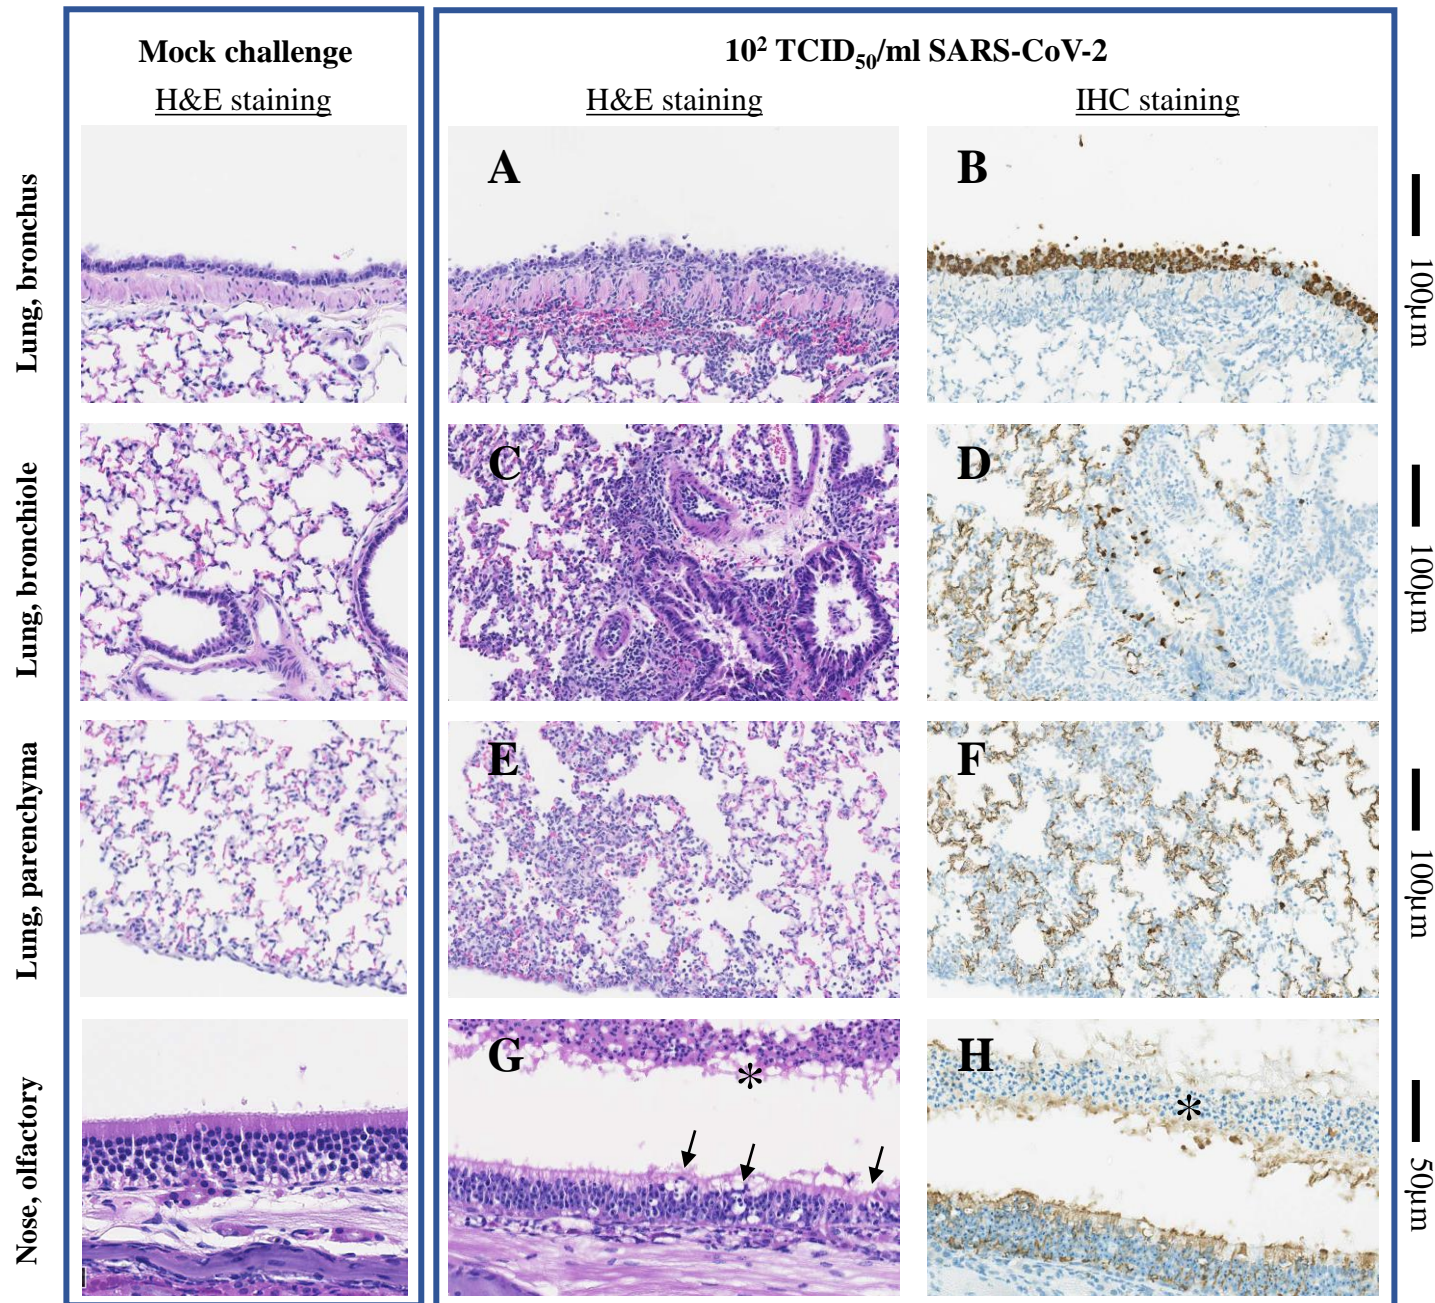 Mock challenge
H&E staining
10² TCID₅₀/ml SARS-CoV-2
H&E staining
IHC staining
Lung, bronchus
A
B
100µm
Lung, bronchiole
C
D
100µm
Lung, parenchyma
E
F
100µm
Nose, olfactory
G
*
H
*
50µm